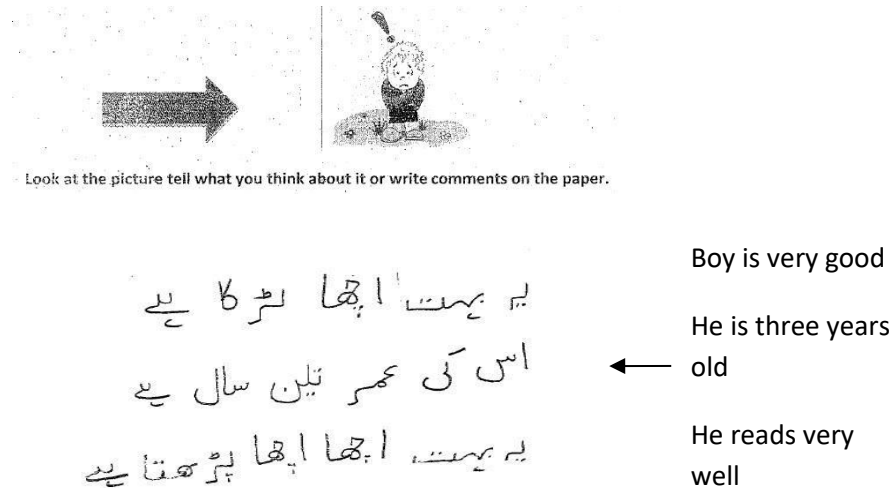 Look at the picture tell what you think about it or write comments on the paper.
یہ بہت اچھا لڑکا ہے
اس کی عمر تین سال ہے
یہ بہت اچھا اچھا پڑھتا ہے
Boy is very good
He is three years
old
He reads very
well